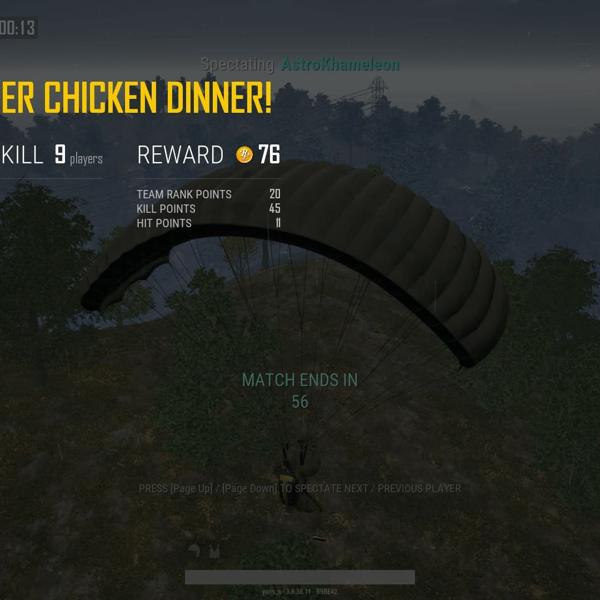 00:13
Spectating AstroKhameleon
ER CHICKEN DINNER!
KILL 9 players
REWARD 76
TEAM RANK POINTS 20
KILL POINTS 45
HIT POINTS 11
MATCH ENDS IN
56
PRESS [Page Up] / [Page Down] TO SPECTATE NEXT / PREVIOUS PLAYER